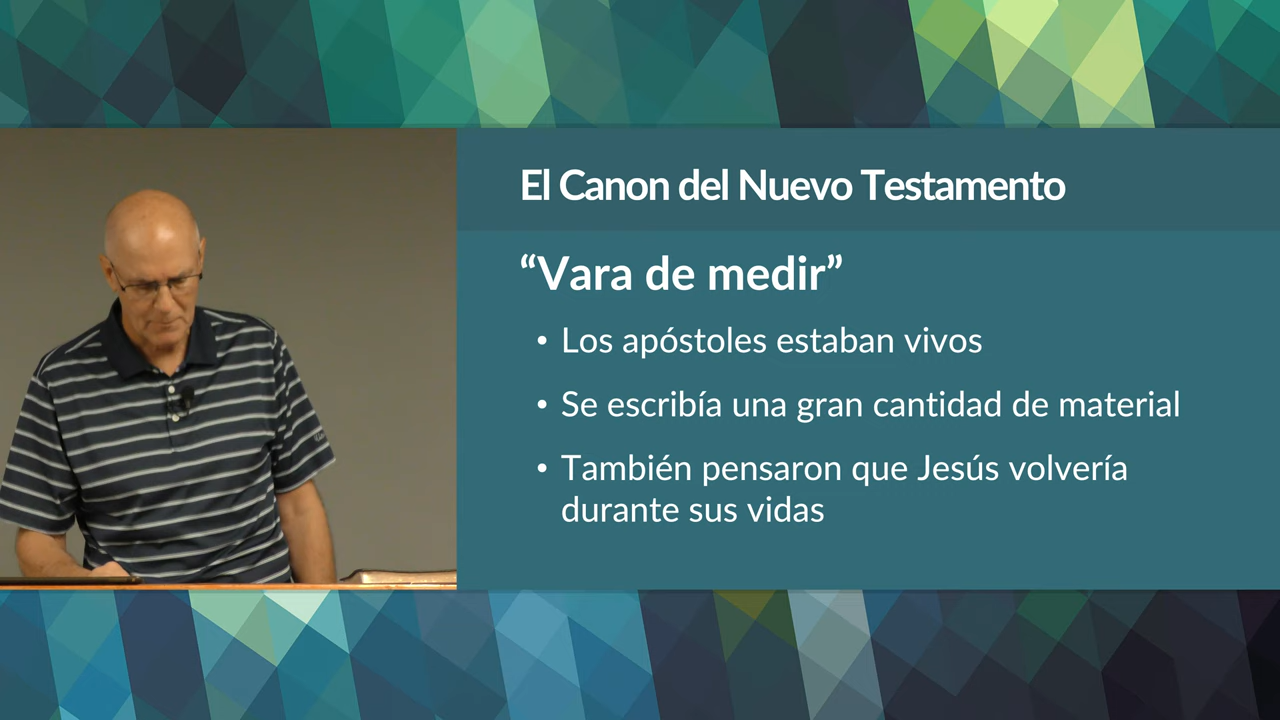 El Canon del Nuevo Testamento
“Vara de medir”
• Los apóstoles estaban vivos
• Se escribía una gran cantidad de material
• También pensaron que Jesús volvería
durante sus vidas